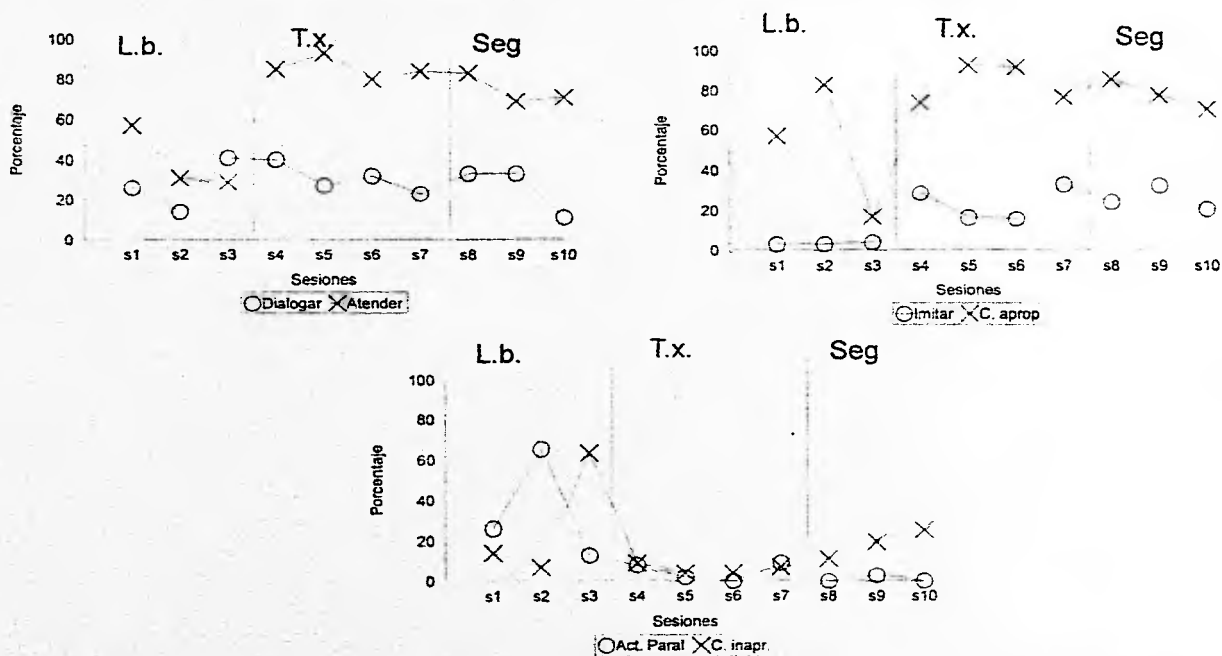 L.b. T.x. Seg
100
80
60
40
20
0
Porcentaje
s1 s2 s3 s4 s5 s6 s7 s8 s9 s10
Sesiones
Dialogar Atender
L.b. T.x. Seg
100
80
60
40
20
0
Porcentaje
s1 s2 s3 s4 s5 s6 s7 s8 s9 s10
Sesiones
Imitar C. aprop
L.b. T.x. Seg
100
80
60
40
20
0
Porcentaje
s1 s2 s3 s4 s5 s6 s7 s8 s9 s10
Sesiones
Act. Paral C. inapr.